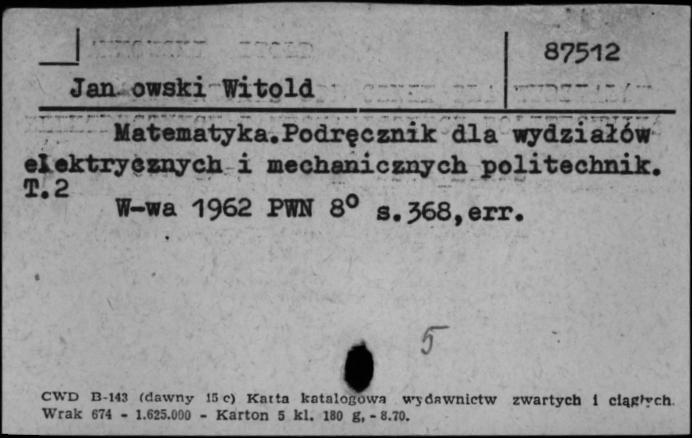 87512
Jan owski Witold
Matematyka.Podręcznik dla wydziałów
elektrycznych i mechanicznych politechnik.
T.2
W-wa 1962 PWN 8° s.368,err.
5
CWD B-143 (dawny 15 c) Karta katalogowa wydawnictw zwartych i ciągłych.
Wrak 674 - 1.625.000 - Karton 5 kl. 180 g, - 8.70.